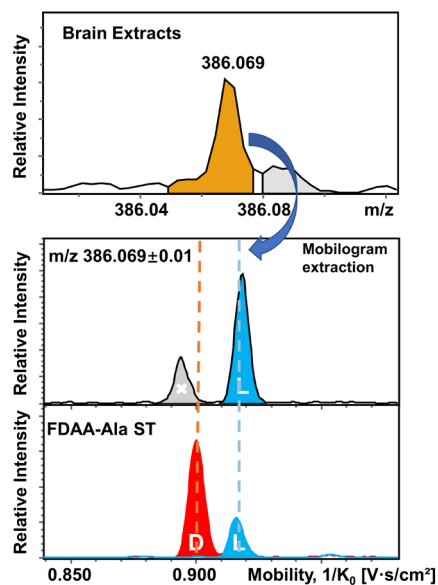 Brain Extracts
386.069
Relative Intensity
386.04 386.08 m/z
m/z 386.069±0.01
Mobilogram
extraction
Relative Intensity
× L
FDAA-Ala ST
Relative Intensity
D L
0.850 0.900 Mobility, 1/K₀ [V·s/cm²]